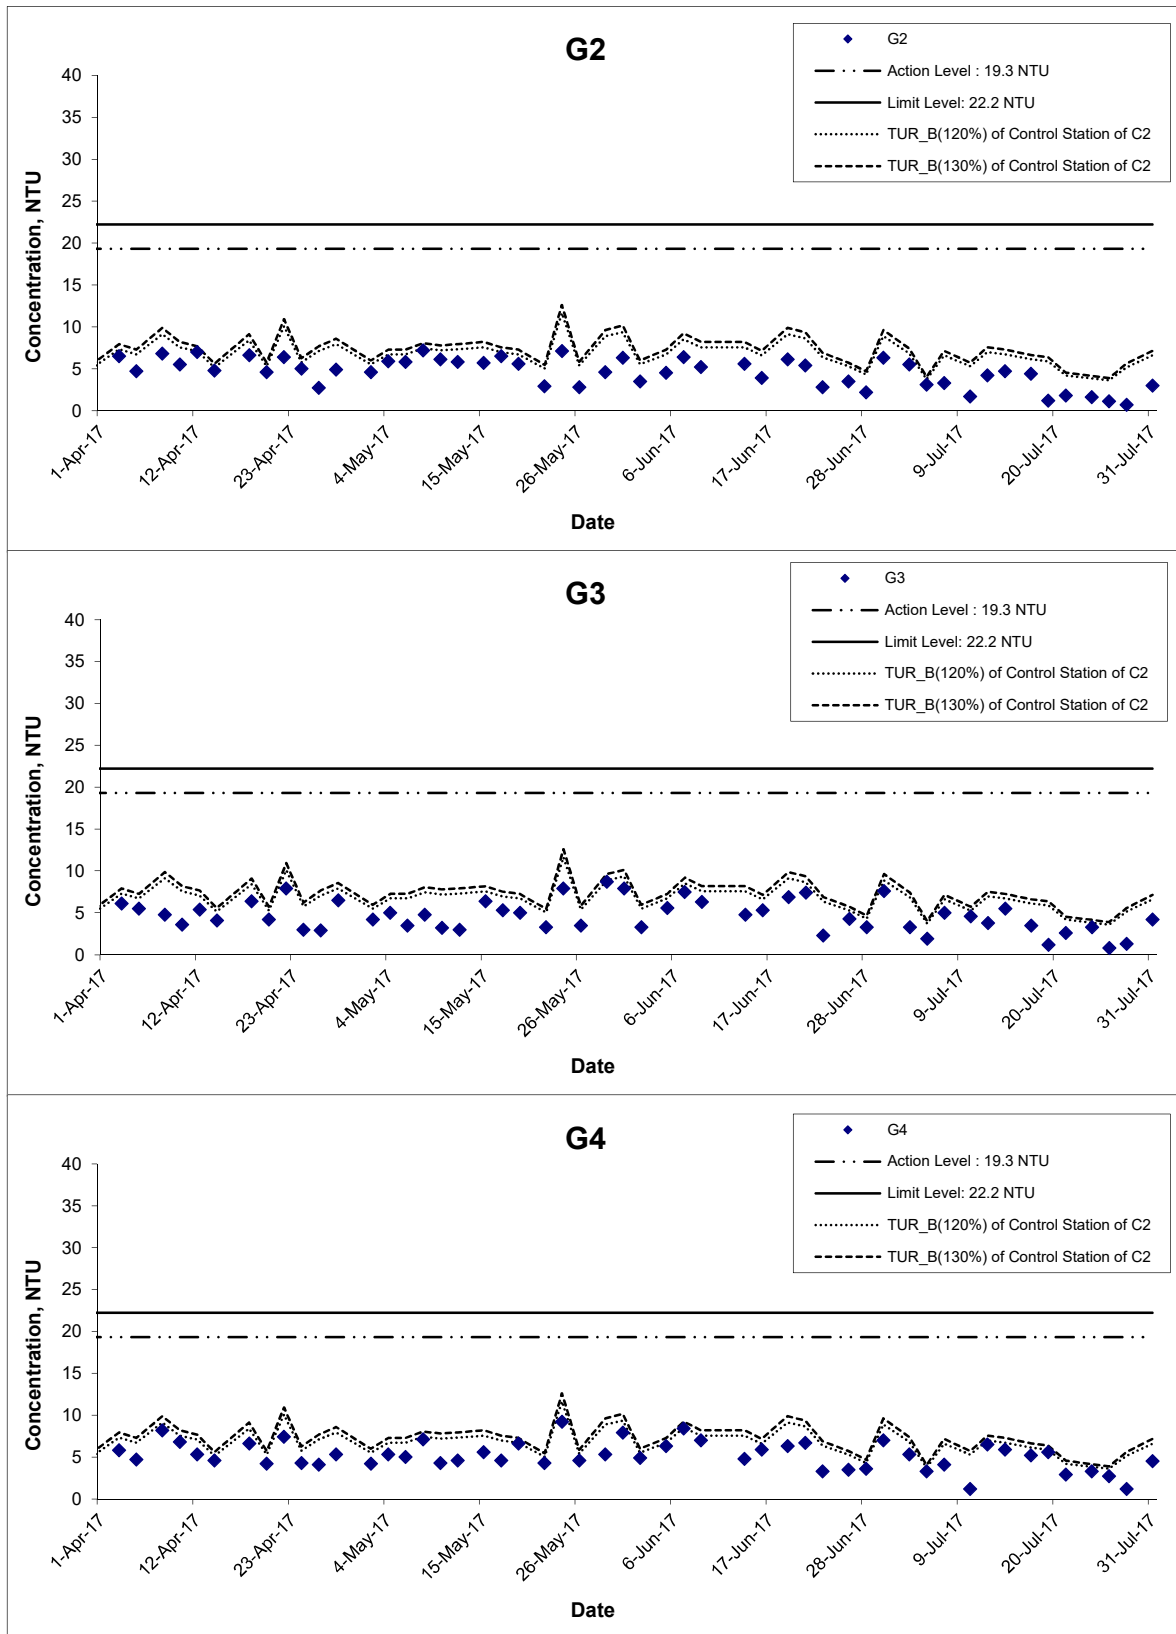 G2
G2
Action Level : 19.3 NTU
Limit Level: 22.2 NTU
TUR_B(120%) of Control Station of C2
TUR_B(130%) of Control Station of C2
Concentration, NTU
40
35
30
25
20
15
10
5
0
1-Apr-17
12-Apr-17
23-Apr-17
4-May-17
15-May-17
26-May-17
6-Jun-17
17-Jun-17
28-Jun-17
9-Jul-17
20-Jul-17
31-Jul-17
Date
G3
G3
Action Level : 19.3 NTU
Limit Level: 22.2 NTU
TUR_B(120%) of Control Station of C2
TUR_B(130%) of Control Station of C2
Concentration, NTU
40
35
30
25
20
15
10
5
0
1-Apr-17
12-Apr-17
23-Apr-17
4-May-17
15-May-17
26-May-17
6-Jun-17
17-Jun-17
28-Jun-17
9-Jul-17
20-Jul-17
31-Jul-17
Date
G4
G4
Action Level : 19.3 NTU
Limit Level: 22.2 NTU
TUR_B(120%) of Control Station of C2
TUR_B(130%) of Control Station of C2
Concentration, NTU
40
35
30
25
20
15
10
5
0
1-Apr-17
12-Apr-17
23-Apr-17
4-May-17
15-May-17
26-May-17
6-Jun-17
17-Jun-17
28-Jun-17
9-Jul-17
20-Jul-17
31-Jul-17
Date